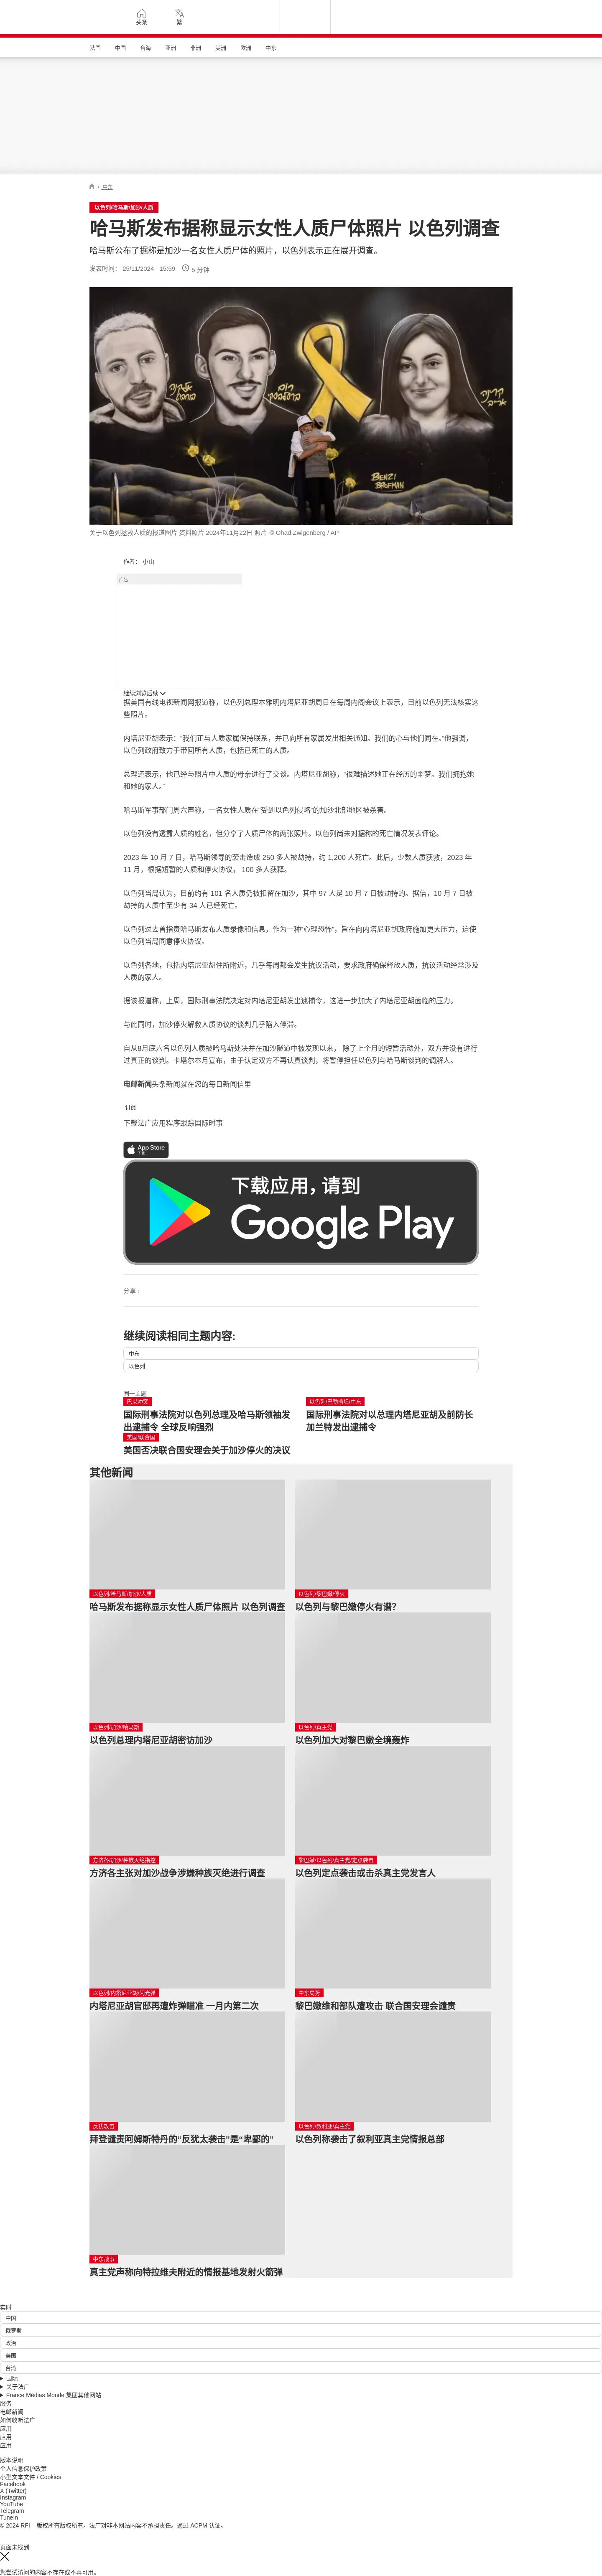 头条
繁
法国
中国
台海
亚洲
非洲
美洲
欧洲
中东
/ 中东
以色列/哈马斯/加沙/人质
哈马斯发布据称显示女性人质尸体照片 以色列调查
哈马斯公布了据称是加沙一名女性人质尸体的照片，以色列表示正在展开调查。
发表时间： 25/11/2024 - 15:59
5 分钟
BENZI
BROFMAN
关于以色列拯救人质的报道图片 资料照片 2024年11月22日 照片 © Ohad Zwigenberg / AP
作者： 小山
广告
继续浏览后续
据美国有线电视新闻网报道称，以色列总理本雅明内塔尼亚胡周日在每周内阁会议上表示，目前以色列无法核实这
些照片。
内塔尼亚胡表示：“我们正与人质家属保持联系，并已向所有家属发出相关通知。我们的心与他们同在。”他强调，
以色列政府致力于带回所有人质，包括已死亡的人质。
总理还表示，他已经与照片中人质的母亲进行了交谈。内塔尼亚胡称，“很难描述她正在经历的噩梦。我们拥抱她
和她的家人。”
哈马斯军事部门周六声称，一名女性人质在“受到以色列侵略”的加沙北部地区被杀害。
以色列没有透露人质的姓名，但分享了人质尸体的两张照片。以色列尚未对据称的死亡情况发表评论。
2023 年 10 月 7 日，哈马斯领导的袭击造成 250 多人被劫持，约 1,200 人死亡。此后，少数人质获救，2023 年
11 月，根据短暂的人质和停火协议， 100 多人获释。
以色列当局认为，目前约有 101 名人质仍被扣留在加沙，其中 97 人是 10 月 7 日被劫持的。据信，10 月 7 日被
劫持的人质中至少有 34 人已经死亡。
以色列过去曾指责哈马斯发布人质录像和信息，作为一种“心理恐怖”，旨在向内塔尼亚胡政府施加更大压力，迫使
以色列当局同意停火协议。
以色列各地，包括内塔尼亚胡住所附近，几乎每周都会发生抗议活动，要求政府确保释放人质，抗议活动经常涉及
人质的家人。
据该报道称，上周，国际刑事法院决定对内塔尼亚胡发出逮捕令，这进一步加大了内塔尼亚胡面临的压力。
与此同时，加沙停火解救人质协议的谈判几乎陷入停滞。
自从8月底六名以色列人质被哈马斯处决并在加沙隧道中被发现以来， 除了上个月的短暂活动外，双方并没有进行
过真正的谈判。卡塔尔本月宣布，由于认定双方不再认真谈判，将暂停担任以色列与哈马斯谈判的调解人。
电邮新闻头条新闻就在您的每日新闻信里
订阅
下载法广应用程序跟踪国际时事
App Store
下载
下载应用，请到
Google Play
分享 :
继续阅读相同主题内容:
中东
以色列
同一主题
巴以冲突
国际刑事法院对以色列总理及哈马斯领袖发
出逮捕令 全球反响强烈
以色列/巴勒斯坦/中东
国际刑事法院对以总理内塔尼亚胡及前防长
加兰特发出逮捕令
美国/联合国
美国否决联合国安理会关于加沙停火的决议
其他新闻
以色列/哈马斯/加沙/人质
哈马斯发布据称显示女性人质尸体照片 以色列调查
以色列/黎巴嫩/停火
以色列与黎巴嫩停火有谱?
以色列/加沙/哈马斯
以色列总理内塔尼亚胡密访加沙
以色列/真主党
以色列加大对黎巴嫩全境轰炸
方济各/加沙/种族灭绝指控
方济各主张对加沙战争涉嫌种族灭绝进行调查
黎巴嫩/以色列/真主党/定点袭击
以色列定点袭击或击杀真主党发言人
以色列/内塔尼亚胡/闪光弹
内塔尼亚胡官邸再遭炸弹瞄准 一月内第二次
中东局势
黎巴嫩维和部队遭攻击 联合国安理会谴责
反犹攻击
拜登谴责阿姆斯特丹的“反犹太袭击”是“卑鄙的”
以色列/叙利亚/真主党
以色列称袭击了叙利亚真主党情报总部
中东战事
真主党声称向特拉维夫附近的情报基地发射火箭弹
实时
中国
俄罗斯
政治
美国
台湾
国际
关于法广
France Médias Monde 集团其他网站
服务
电邮新闻
如何收听法广
应用
应用
应用
版本说明
个人信息保护政策
小型文本文件 / Cookies
Facebook
X (Twitter)
Instagram
YouTube
Telegram
TuneIn
© 2024 RFI – 版权所有版权所有。法广对非本网站内容不承担责任。通过 ACPM 认证。
页面未找到
您尝试访问的内容不存在或不再可用。